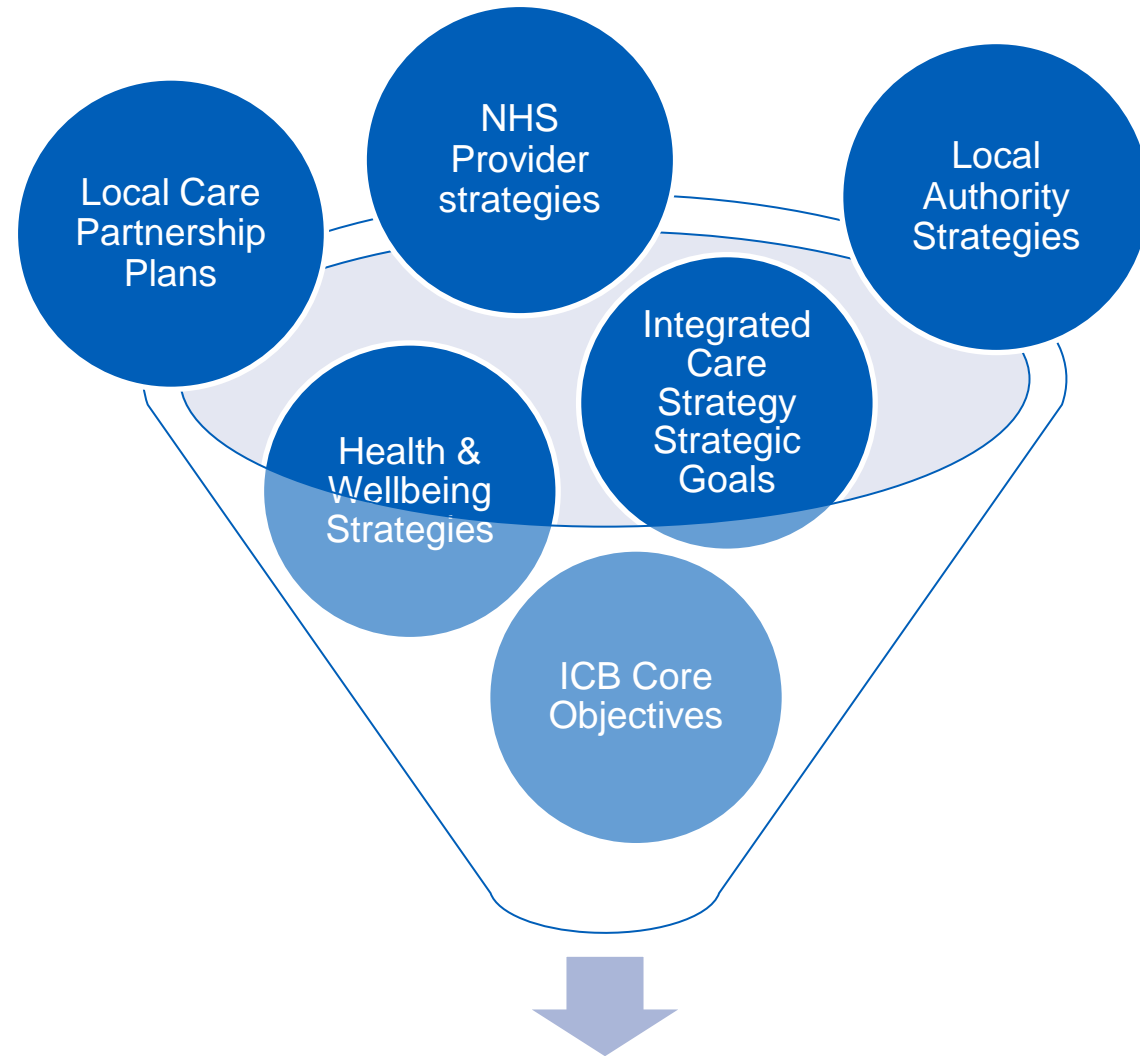 NHS
Provider
strategies
Local
Authority
Strategies
Local Care
Partnership
Plans
Integrated
Care
Strategy
Strategic
Goals
Health &
Wellbeing
Strategies
ICB Core
Objectives